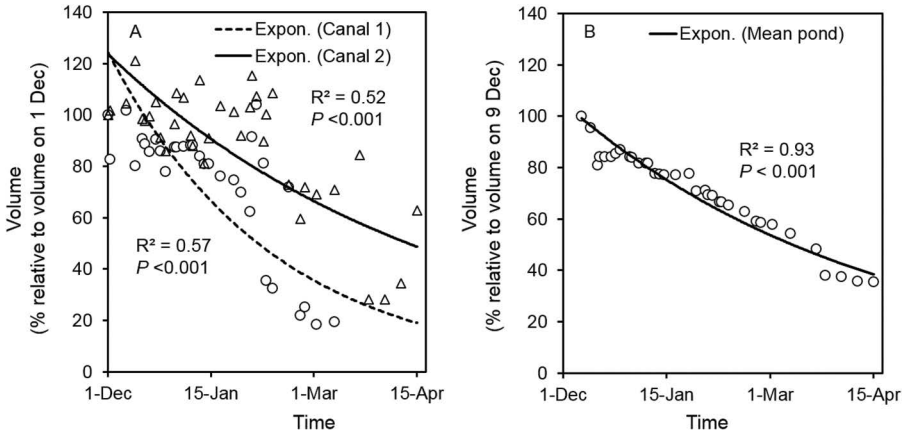 A
Expon. (Canal 1)
Expon. (Canal 2)
R² = 0.52
P <0.001
R² = 0.57
P <0.001
Volume
(% relative to volume on 1 Dec)
140
120
100
80
60
40
20
0
1-Dec 15-Jan 1-Mar 15-Apr
Time
B
Expon. (Mean pond)
R² = 0.93
P < 0.001
Volume
(% relative to volume on 9 Dec)
140
120
100
80
60
40
20
0
1-Dec 15-Jan 1-Mar 15-Apr
Time